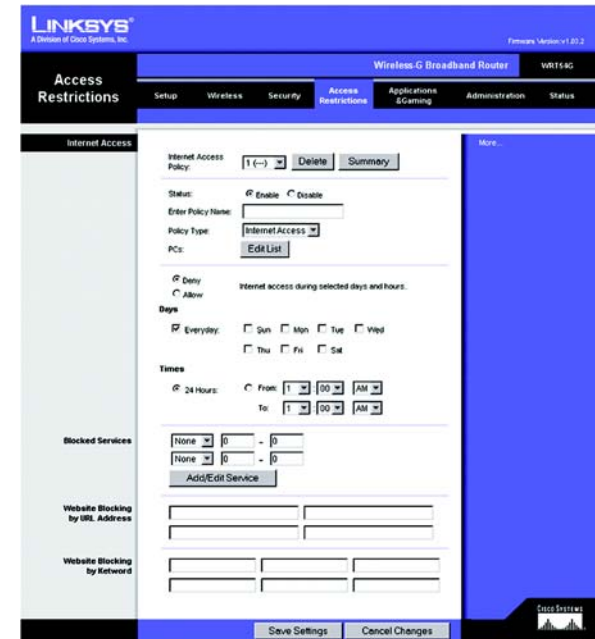 LINKSYS®
A Division of Cisco Systems, Inc.
Firmware Version: v1.03.2
Wireless-G Broadband Router WRT54G
Access Restrictions
Setup Wireless Security Access Restrictions Applications &Gaming Administration Status
Internet Access
More...
Internet Access Policy: 1 (---) Delete Summary
Status: Enable Disable
Enter Policy Name:
Policy Type: Internet Access
PCs: Edit List
Deny
Allow
Internet access during selected days and hours.
Days
Everyday. Sun Mon Tue Wed
Thu Fri Sat
Times
24 Hours: From: 1 : 00 AM
To: 1 : 00 AM
Blocked Services
None 0 - 0
None 0 - 0
Add/Edit Service
Website Blocking by URL Address
Website Blocking by Ketword
Save Settings Cancel Changes
CISCO SYSTEMS